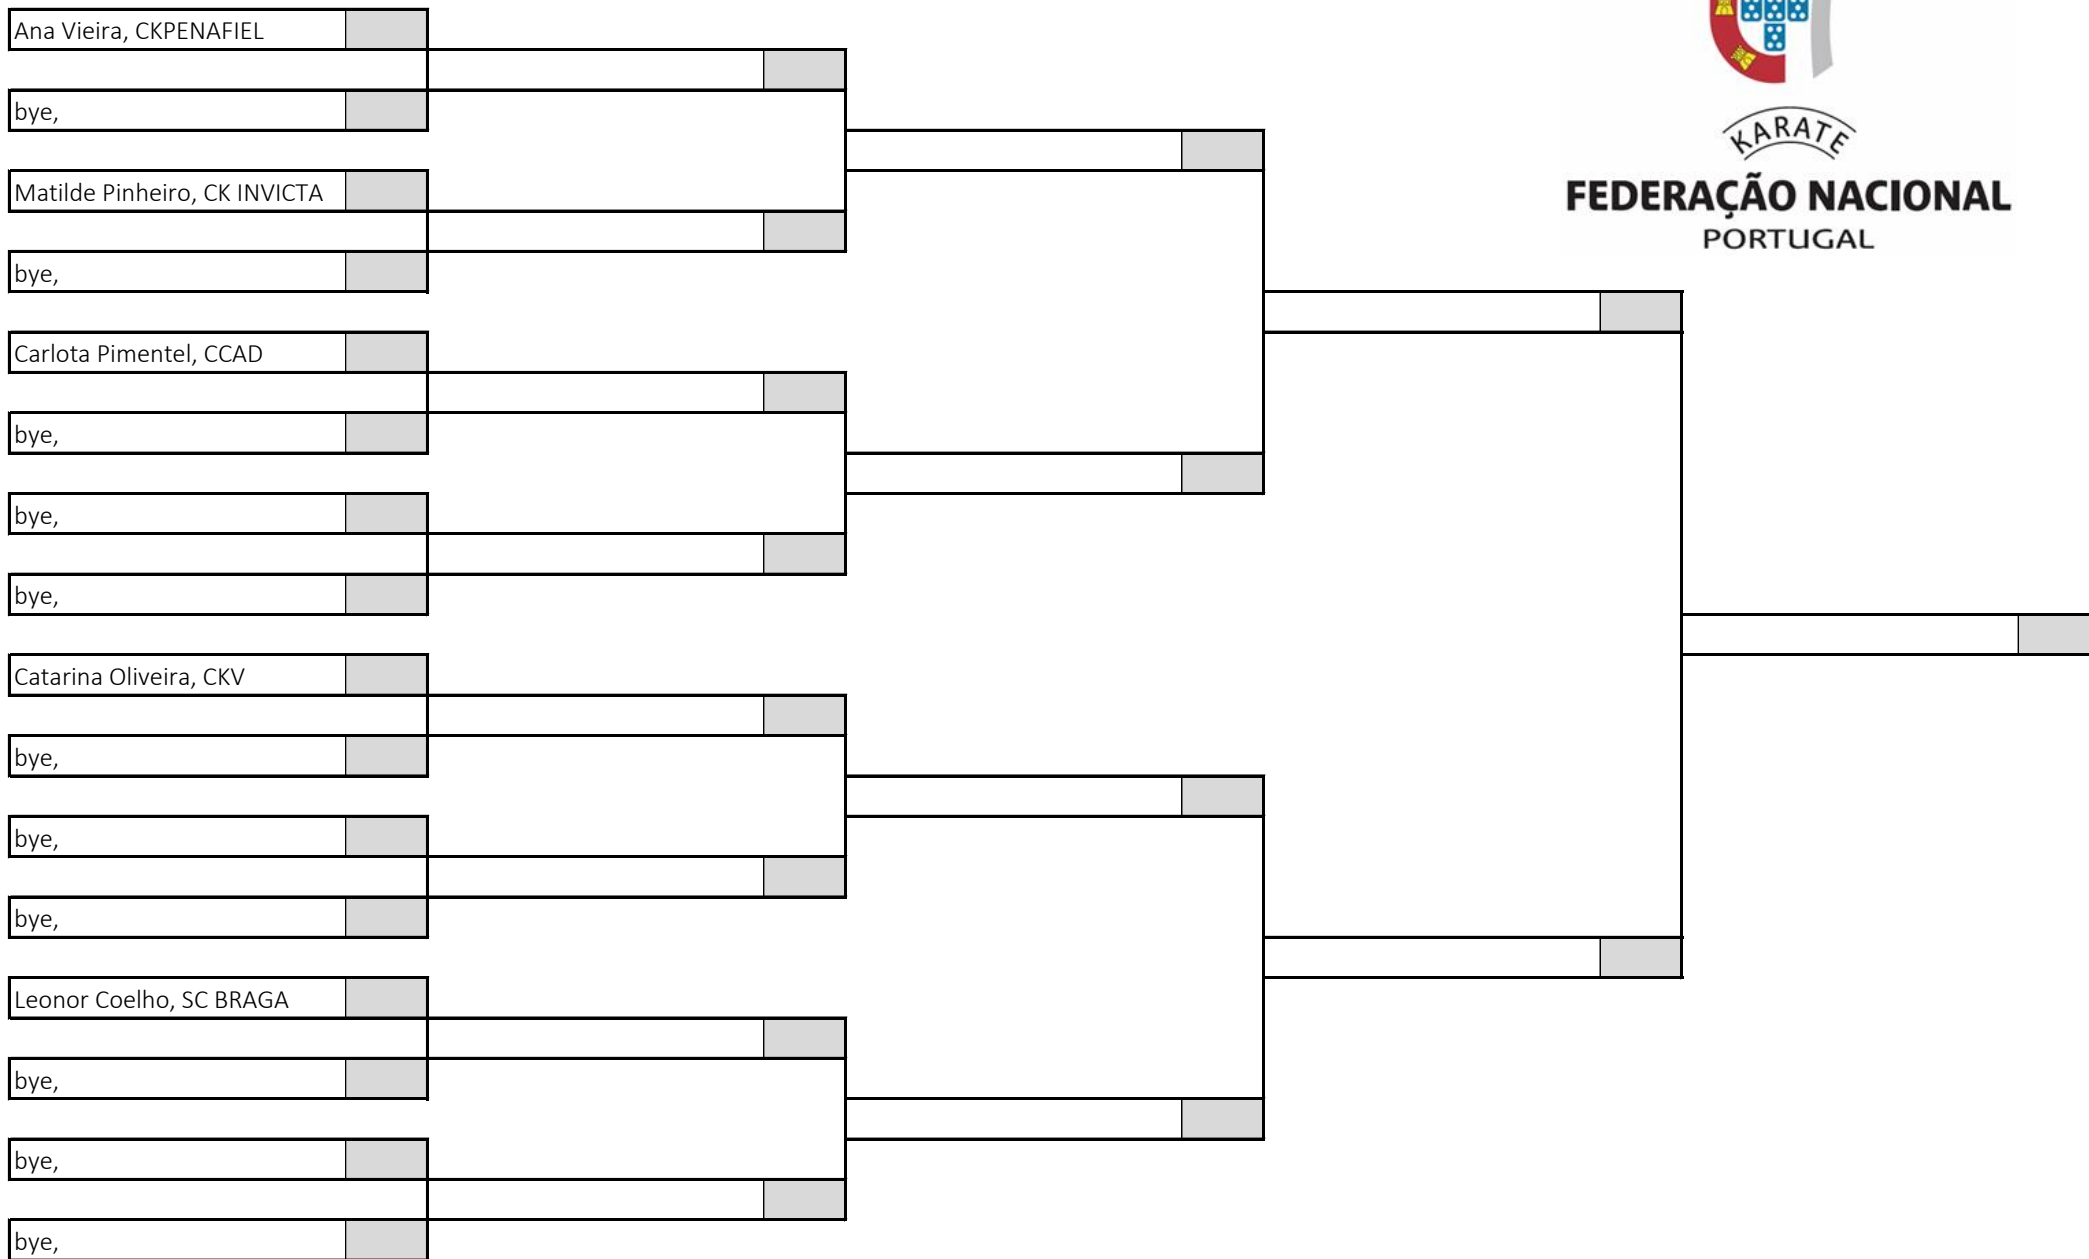 Ana Vieira, CKPENAFIEL
bye,
Matilde Pinheiro, CK INVICTA
bye,
Carlota Pimentel, CCAD
bye,
bye,
bye,
Catarina Oliveira, CKV
bye,
bye,
bye,
Leonor Coelho, SC BRAGA
bye,
bye,
bye,
KARATE
FEDERAÇÃO NACIONAL
PORTUGAL